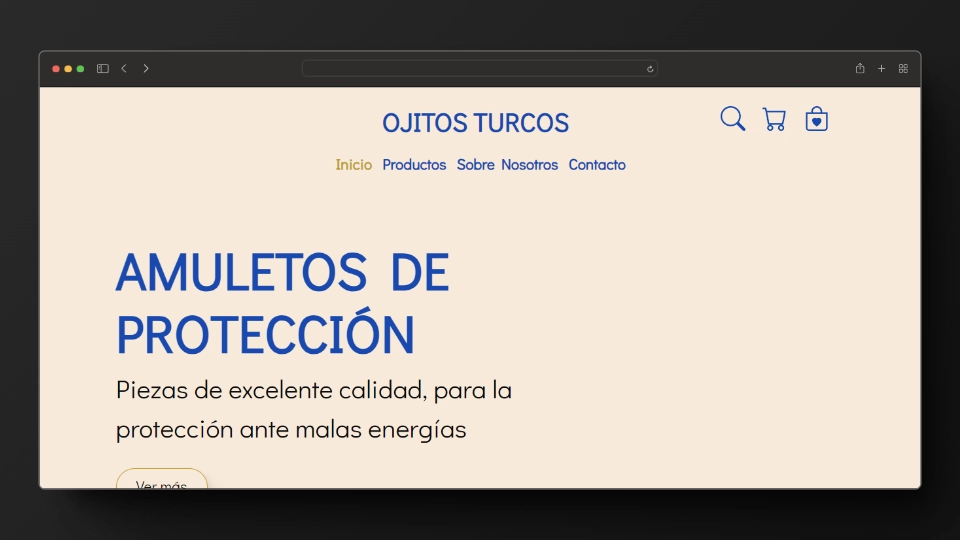 OJITOS TURCOS
Inicio Productos Sobre Nosotros Contacto
AMULETOS DE
PROTECCIÓN
Piezas de excelente calidad, para la
protección ante malas energías
Ver más